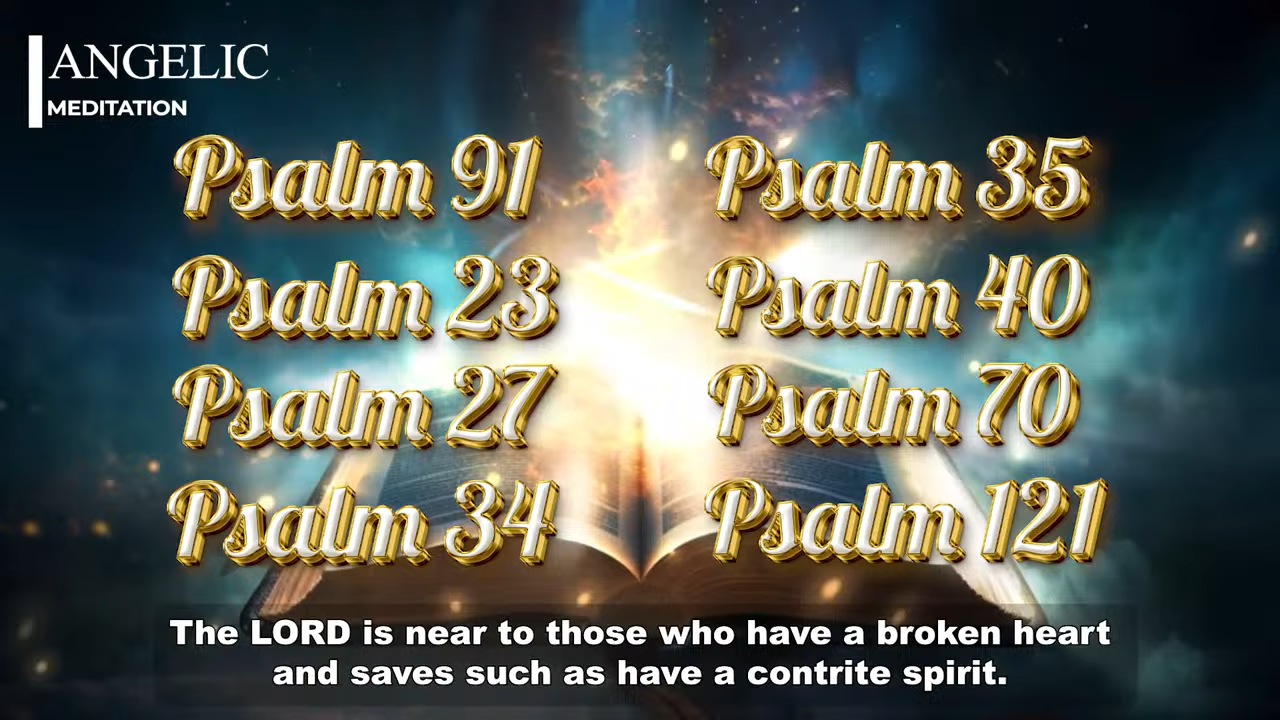 ANGELIC
MEDITATION
Psalm 91
Psalm 23
Psalm 27
Psalm 34
Psalm 35
Psalm 40
Psalm 70
Psalm 121
The LORD is near to those who have a broken heart
and saves such as have a contrite spirit.